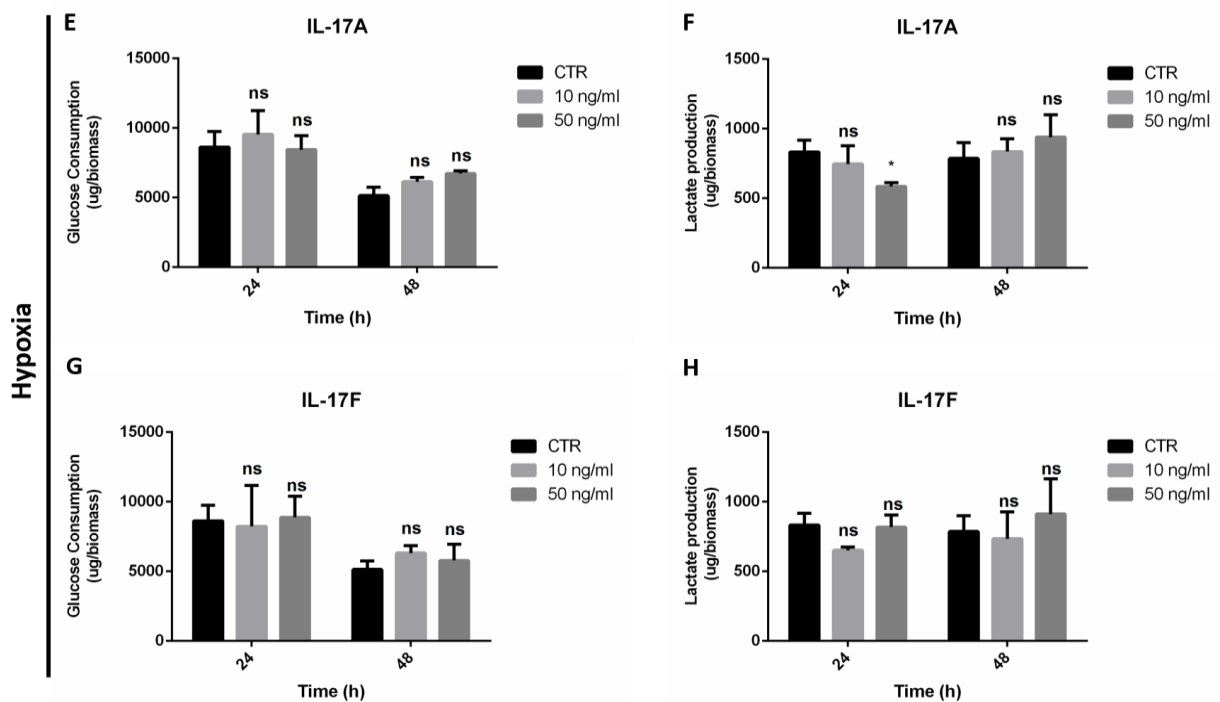 Hypoxia
E
IL-17A
Glucose Consumption
(ug/biomass)
15000
10000
5000
0
ns
ns
ns
ns
24
48
Time (h)
CTR
10 ng/ml
50 ng/ml
F
IL-17A
Lactate production
(ug/biomass)
1500
1000
500
0
ns
*
ns
ns
24
48
Time (h)
CTR
10 ng/ml
50 ng/ml
G
IL-17F
Glucose Consumption
(ug/biomass)
15000
10000
5000
0
ns
ns
ns
ns
24
48
Time (h)
CTR
10 ng/ml
50 ng/ml
H
IL-17F
Lactate production
(ug/biomass)
1500
1000
500
0
ns
ns
ns
ns
24
48
Time (h)
CTR
10 ng/ml
50 ng/ml